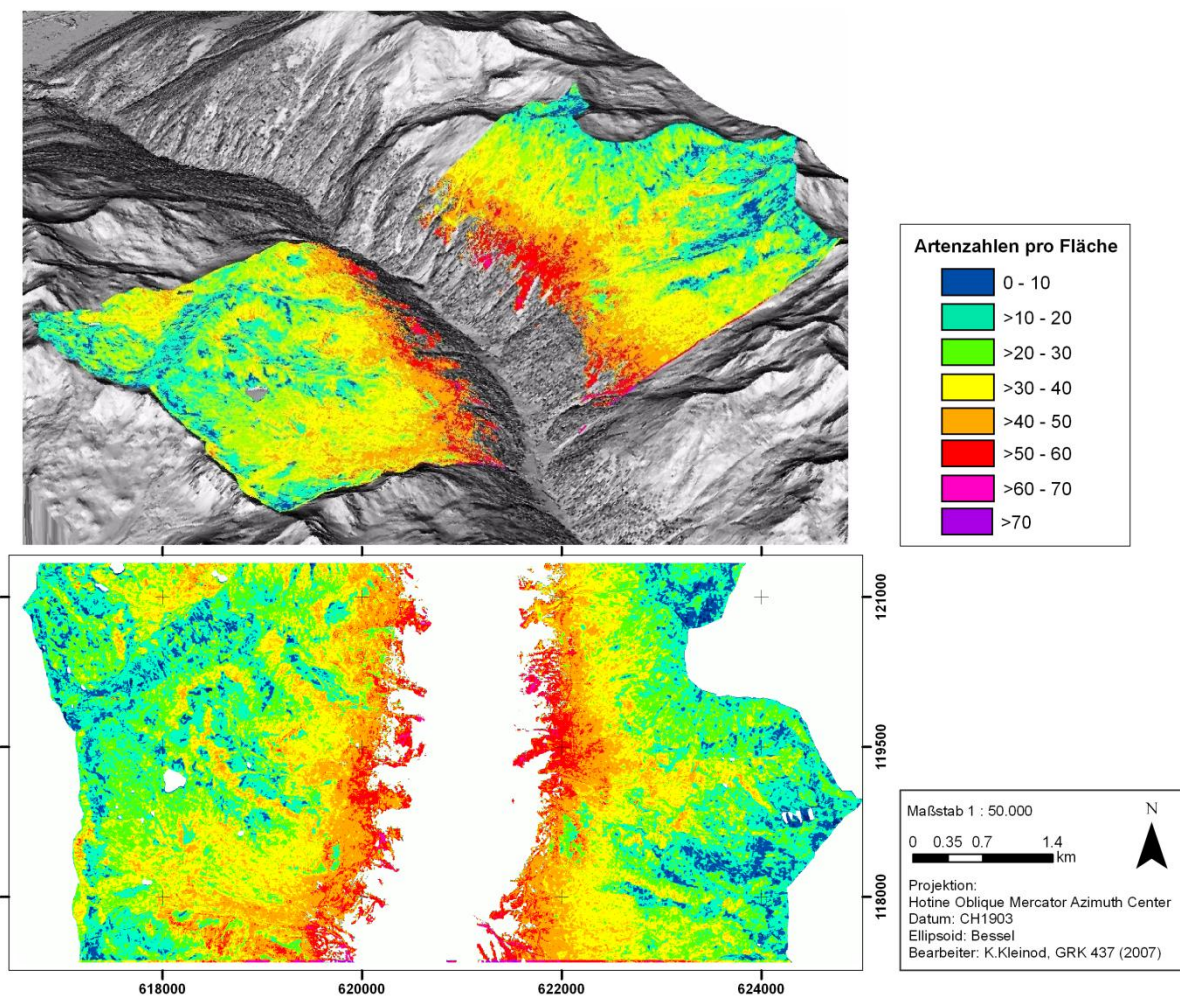 Artenzahlen pro Fläche
0 - 10
>10 - 20
>20 - 30
>30 - 40
>40 - 50
>50 - 60
>60 - 70
>70
121000
119500
118000
618000
620000
622000
624000
Maßstab 1 : 50.000
N
0 0.35 0.7 1.4
km
Projektion:
Hotine Oblique Mercator Azimuth Center
Datum: CH1903
Ellipsoid: Bessel
Bearbeiter: K.Kleinod, GRK 437 (2007)